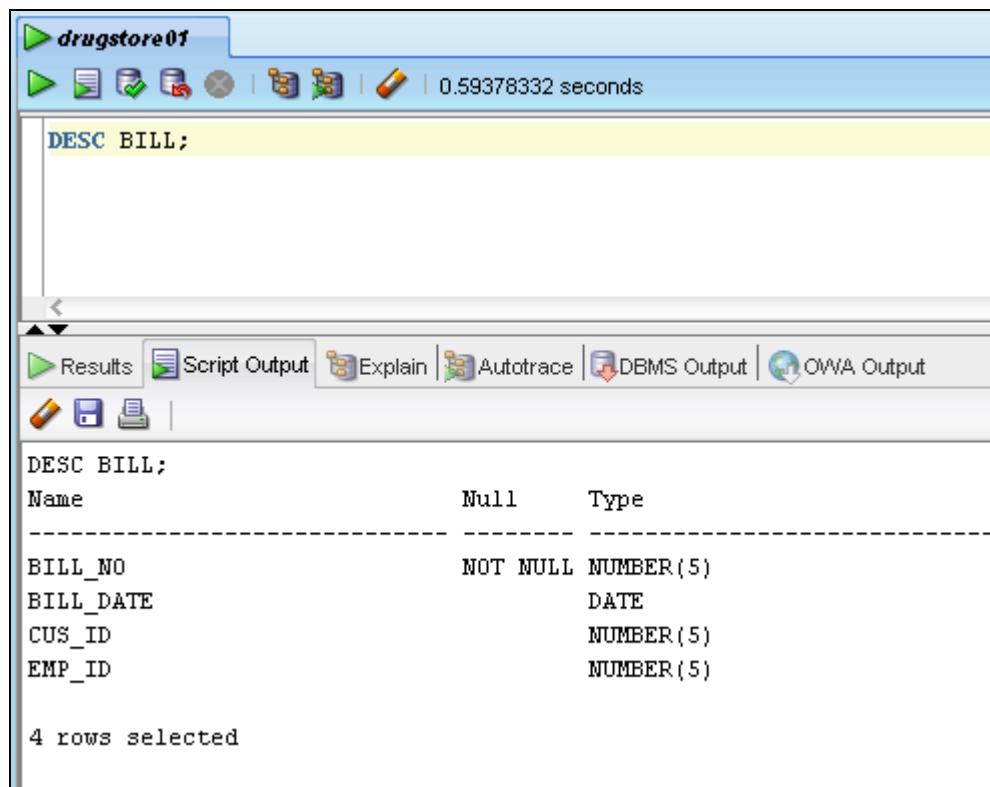 drugstore01
0.59378332 seconds
DESC BILL;
Results Script Output Explain Autotrace DBMS Output OWA Output
DESC BILL;
Name Null Type
------------------------------ -------- -----------------------------
BILL_NO NOT NULL NUMBER(5)
BILL_DATE DATE
CUS_ID NUMBER(5)
EMP_ID NUMBER(5)
4 rows selected